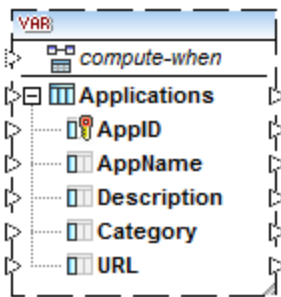 VAR
compute-when
Applications
AppID
AppName
Description
Category
URL